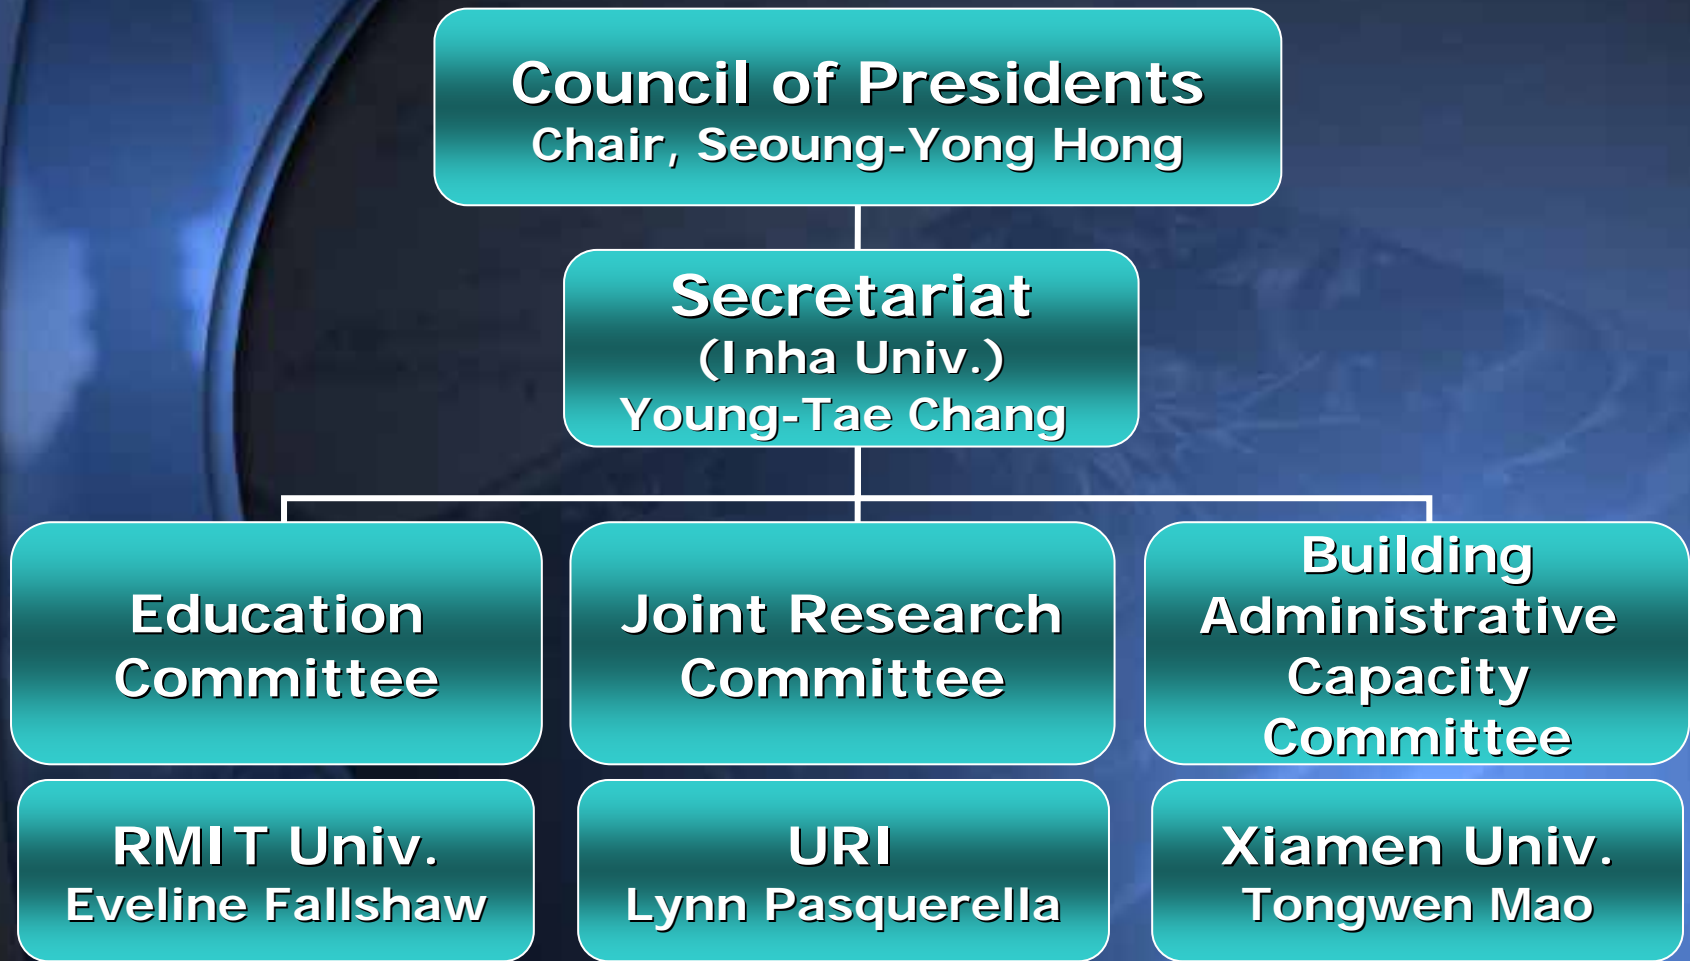 Council of Presidents
Chair, Seoung-Yong Hong
Secretariat
(Inha Univ.)
Young-Tae Chang
Education
Committee
Joint Research
Committee
Building
Administrative
Capacity
Committee
RMIT Univ.
Eveline Fallshaw
URI
Lynn Pasquerella
Xiamen Univ.
Tongwen Mao